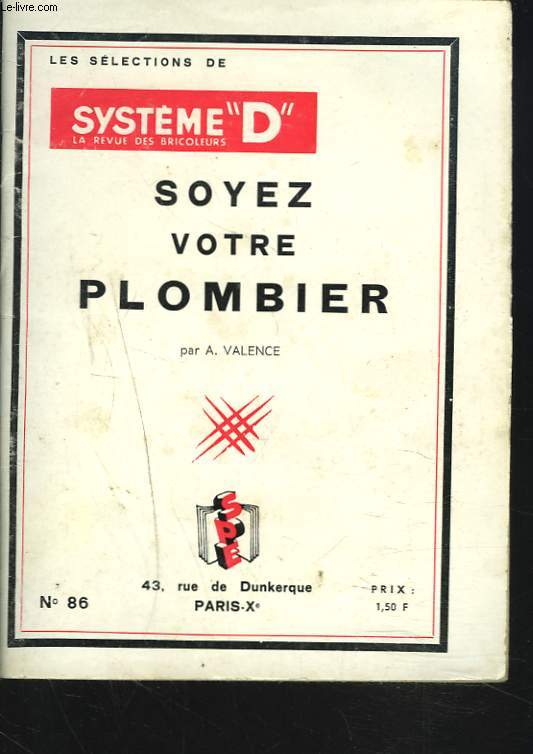 Le-livre.com
LES SÉLECTIONS DE
SYSTÈME "D"
LA REVUE DES BRICOLEURS
SOYEZ
VOTRE
PLOMBIER
par A. VALENCE
SPE
43, rue de Dunkerque
PARIS-Xe
No 86
PRIX :
1,50 F